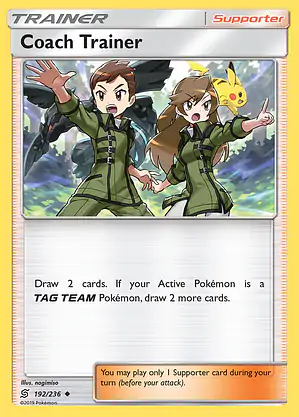 TRAINER
Supporter
Coach Trainer
Draw 2 cards. If your Active Pokémon is a
TAG TEAM Pokémon, draw 2 more cards.
Illus. nagimiso
192/236
©2019 Pokémon
You may play only 1 Supporter card during your
turn (before your attack).